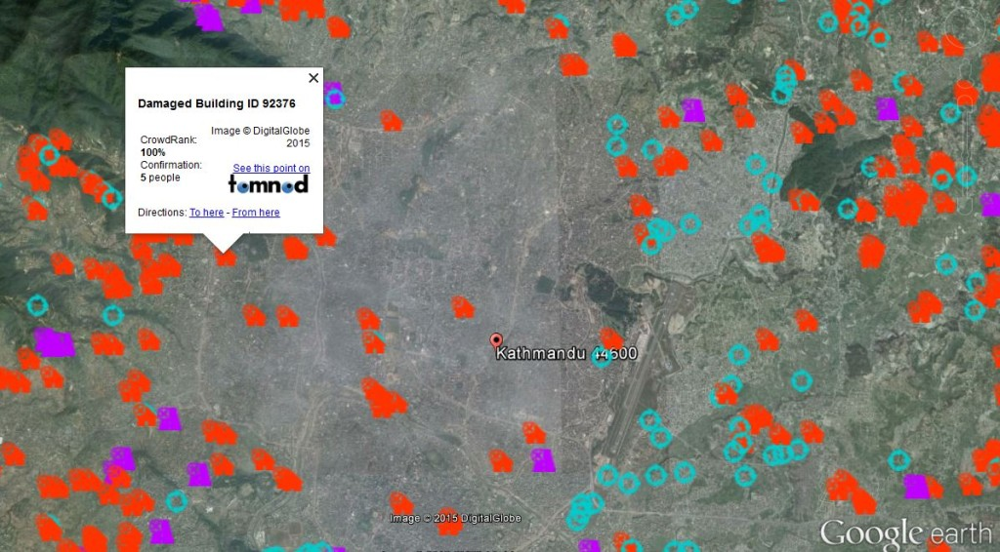 Damaged Building ID 92376
Image © DigitalGlobe
2015
CrowdRank:
100%
Confirmation:
5 people
See this point on
tomnod
Directions: To here - From here
Kathmandu 44600
Image © 2015 DigitalGlobe
Google earth